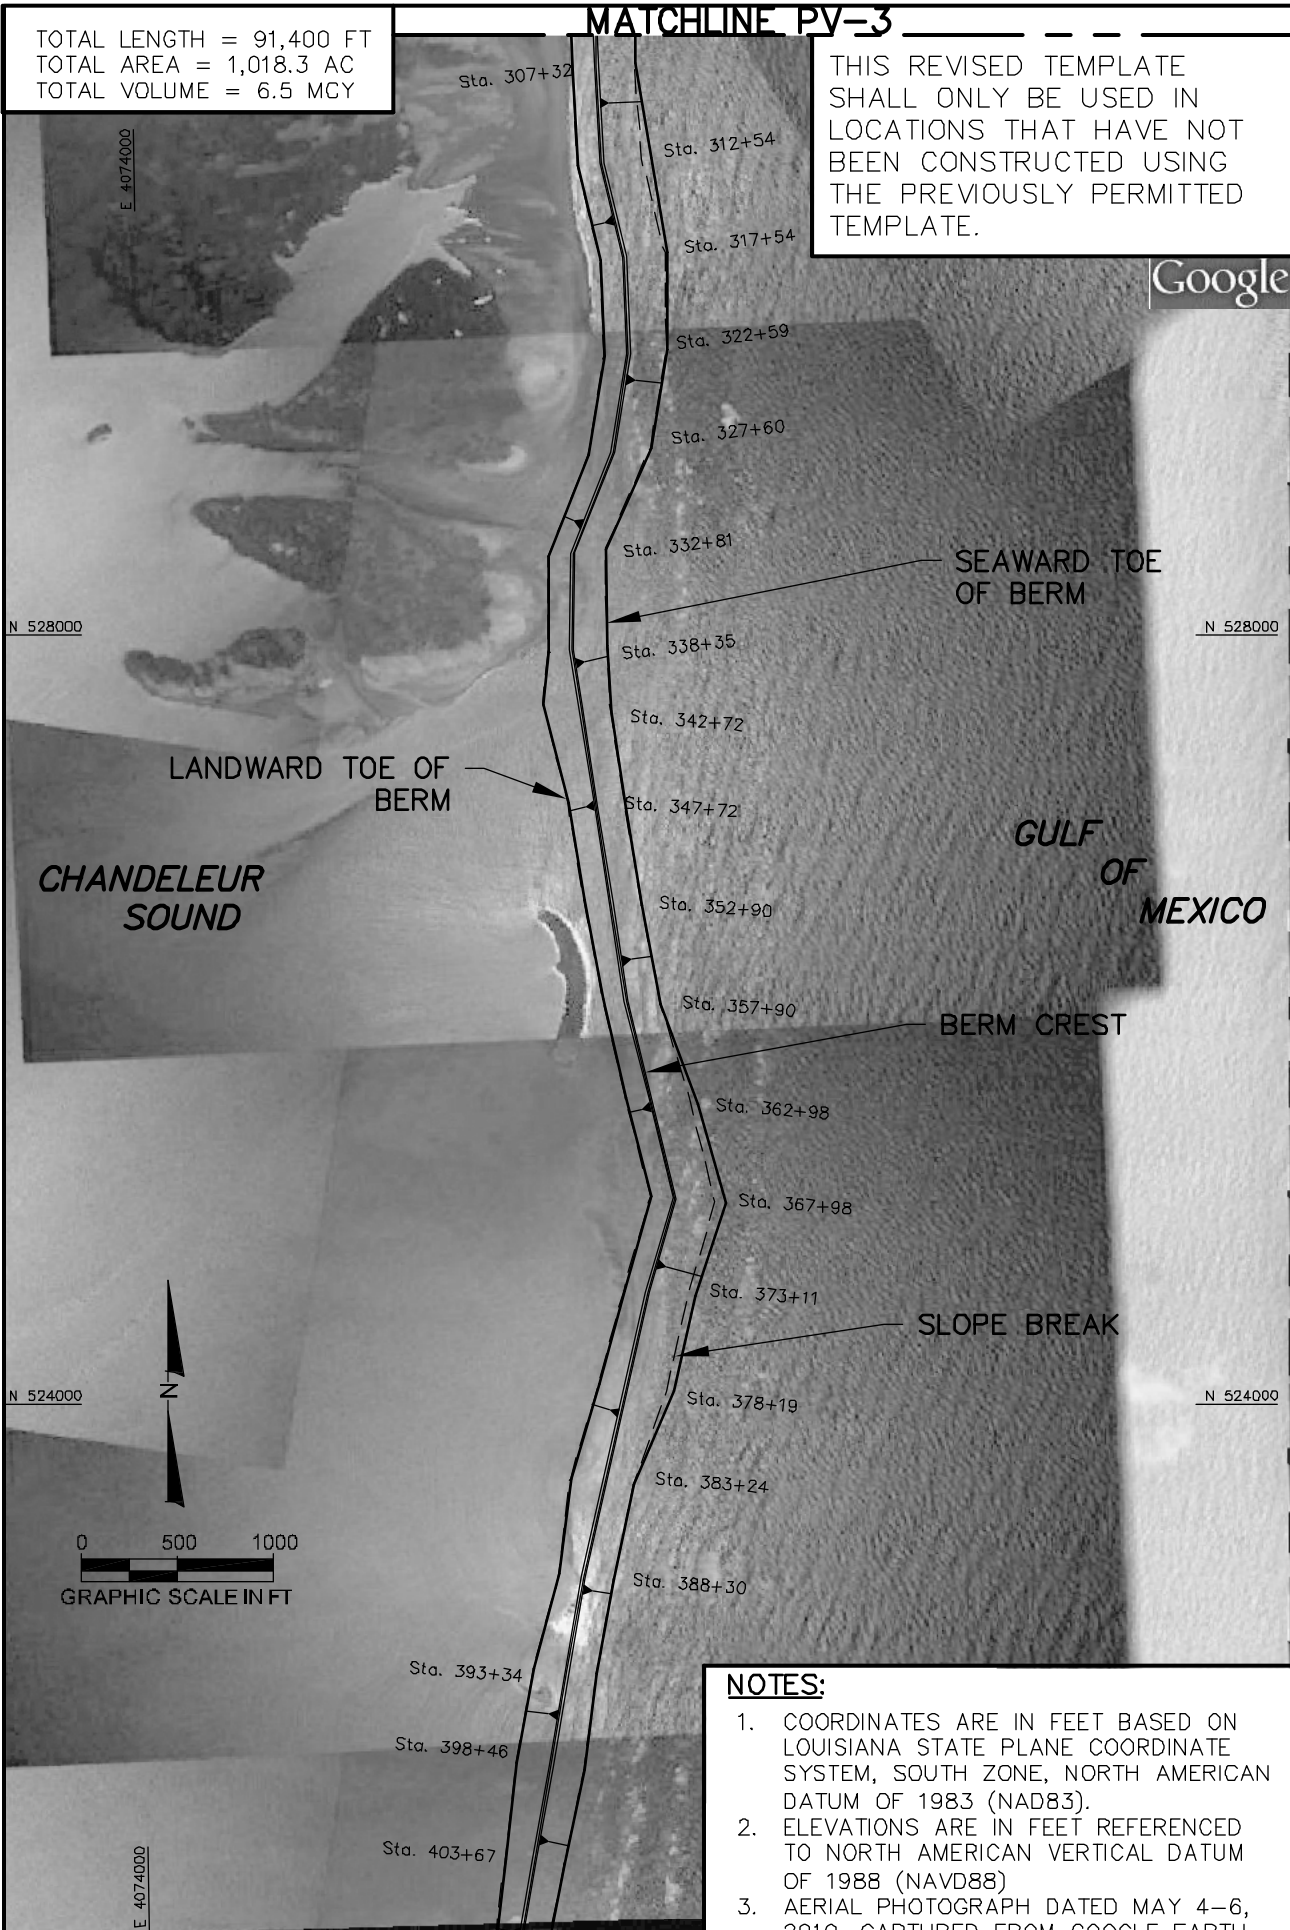 MATCHLINE PV-3
TOTAL LENGTH = 91,400 FT
TOTAL AREA = 1,018.3 AC
TOTAL VOLUME = 6.5 MCY
THIS REVISED TEMPLATE
SHALL ONLY BE USED IN
LOCATIONS THAT HAVE NOT
BEEN CONSTRUCTED USING
THE PREVIOUSLY PERMITTED
TEMPLATE.
Google
E 4074000
Sta. 307+32
Sta. 312+54
Sta. 317+54
Sta. 322+59
Sta. 327+60
Sta. 332+81
SEAWARD TOE
OF BERM
N 528000
N 528000
Sta. 338+35
Sta. 342+72
LANDWARD TOE OF
BERM
Sta. 347+72
GULF
OF
MEXICO
CHANDELEUR
SOUND
Sta. 352+90
Sta. 357+90
BERM CREST
Sta. 362+98
Sta. 367+98
Sta. 373+11
SLOPE BREAK
N
N 524000
N 524000
Sta. 378+19
Sta. 383+24
0 500 1000
GRAPHIC SCALE IN FT
Sta. 388+30
Sta. 393+34
Sta. 398+46
Sta. 403+67
E 4074000
NOTES:
1. COORDINATES ARE IN FEET BASED ON
LOUISIANA STATE PLANE COORDINATE
SYSTEM, SOUTH ZONE, NORTH AMERICAN
DATUM OF 1983 (NAD83).
2. ELEVATIONS ARE IN FEET REFERENCED
TO NORTH AMERICAN VERTICAL DATUM
OF 1988 (NAVD88)
3. AERIAL PHOTOGRAPH DATED MAY 4-6,
2010, CAPTURED FROM GOOGLE EARTH